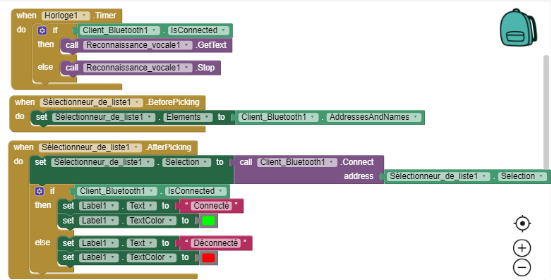 when Horloge1 .Timer
do if Client_Bluetooth1 . IsConnected
then call Reconnaissance_vocale1 .GetText
else call Reconnaissance_vocale1 .Stop
when Sélectionneur_de_liste1 .BeforePicking
do set Sélectionneur_de_liste1 . Elements to Client_Bluetooth1 . AddressesAndNames
when Sélectionneur_de_liste1 .AfterPicking
do set Sélectionneur_de_liste1 . Selection to call Client_Bluetooth1 .Connect
address Sélectionneur_de_liste1 . Selection
if Client_Bluetooth1 . IsConnected
then set Label1 . Text to " Connecté "
set Label1 . TextColor to
else set Label1 . Text to " Déconnecté "
set Label1 . TextColor to